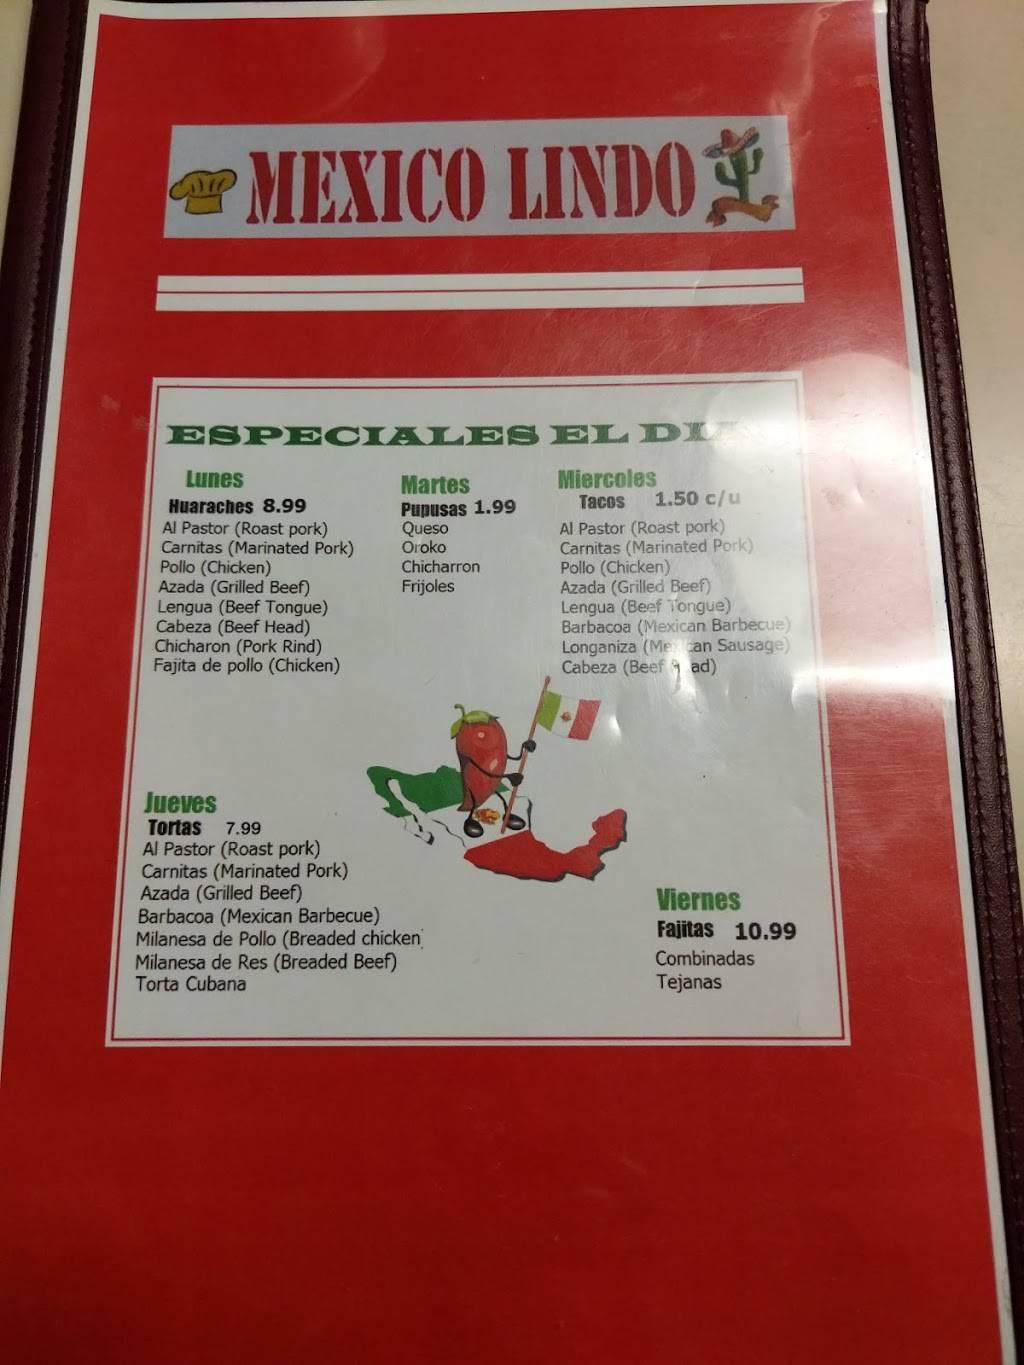 MEXICO LINDO
ESPECIALES EL DIA
Lunes
Huaraches 8.99
Al Pastor (Roast pork)
Carnitas (Marinated Pork)
Pollo (Chicken)
Azada (Grilled Beef)
Lengua (Beef Tongue)
Cabeza (Beef Head)
Chicharon (Pork Rind)
Fajita de pollo (Chicken)
Martes
Pupusas 1.99
Queso
Oroko
Chicharron
Frijoles
Miercoles
Tacos 1.50 c/u
Al Pastor (Roast pork)
Carnitas (Marinated Pork)
Pollo (Chicken)
Azada (Grilled Beef)
Lengua (Beef Tongue)
Barbacoa (Mexican Barbecue)
Longaniza (Mexican Sausage)
Cabeza (Beef Head)
Jueves
Tortas 7.99
Al Pastor (Roast pork)
Carnitas (Marinated Pork)
Azada (Grilled Beef)
Barbacoa (Mexican Barbecue)
Milanesa de Pollo (Breaded chicken)
Milanesa de Res (Breaded Beef)
Torta Cubana
Viernes
Fajitas 10.99
Combinadas
Tejanas